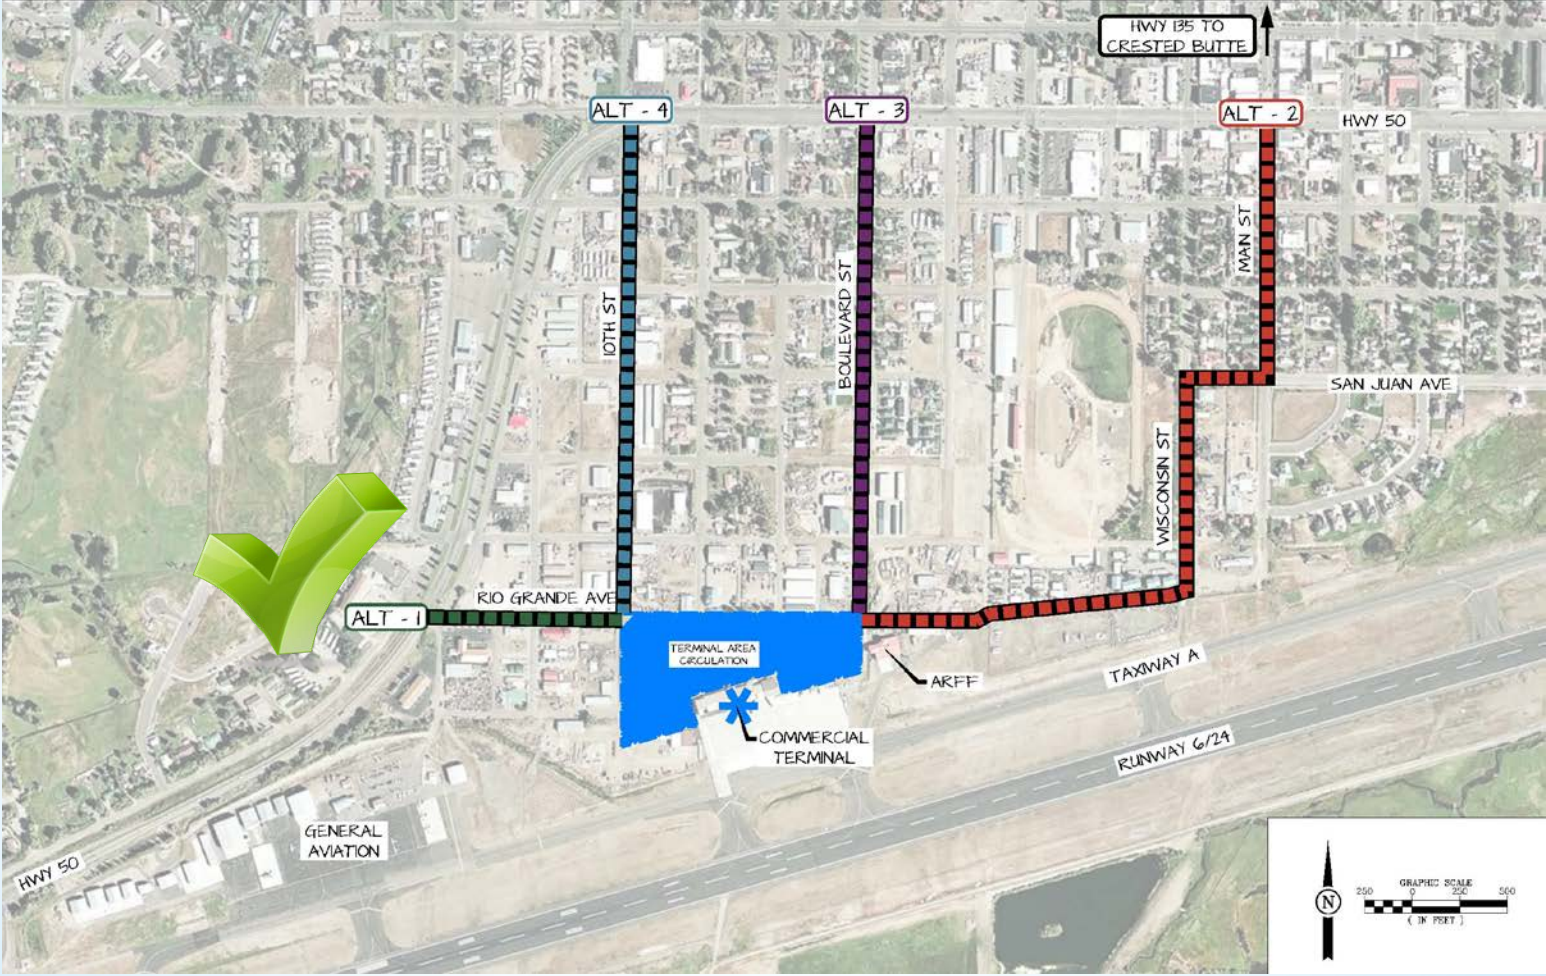 HWY 135 TO
CRESTED BUTTE
ALT - 4
ALT - 3
ALT - 2
HWY 50
MAIN ST
10TH ST
BOULEVARD ST
SAN JUAN AVE
WISCONSIN ST
RIO GRANDE AVE
ALT - 1
TERMINAL AREA
CIRCULATION
ARFF
TAXIWAY A
COMMERCIAL
TERMINAL
RUNWAY 6/24
GENERAL
AVIATION
HWY 50
N
GRAPHIC SCALE
250 0 250 500
( IN FEET )